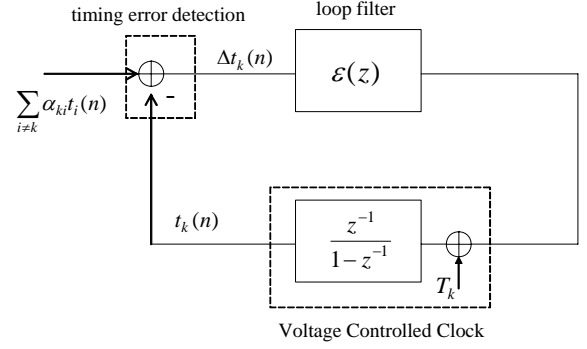 timing error detection
loop filter
Δt_k(n)
ε(z)
∑_{i≠k} α_{ki} t_i(n)
-
t_k(n)
z^{-1} / (1 - z^{-1})
T_k
Voltage Controlled Clock